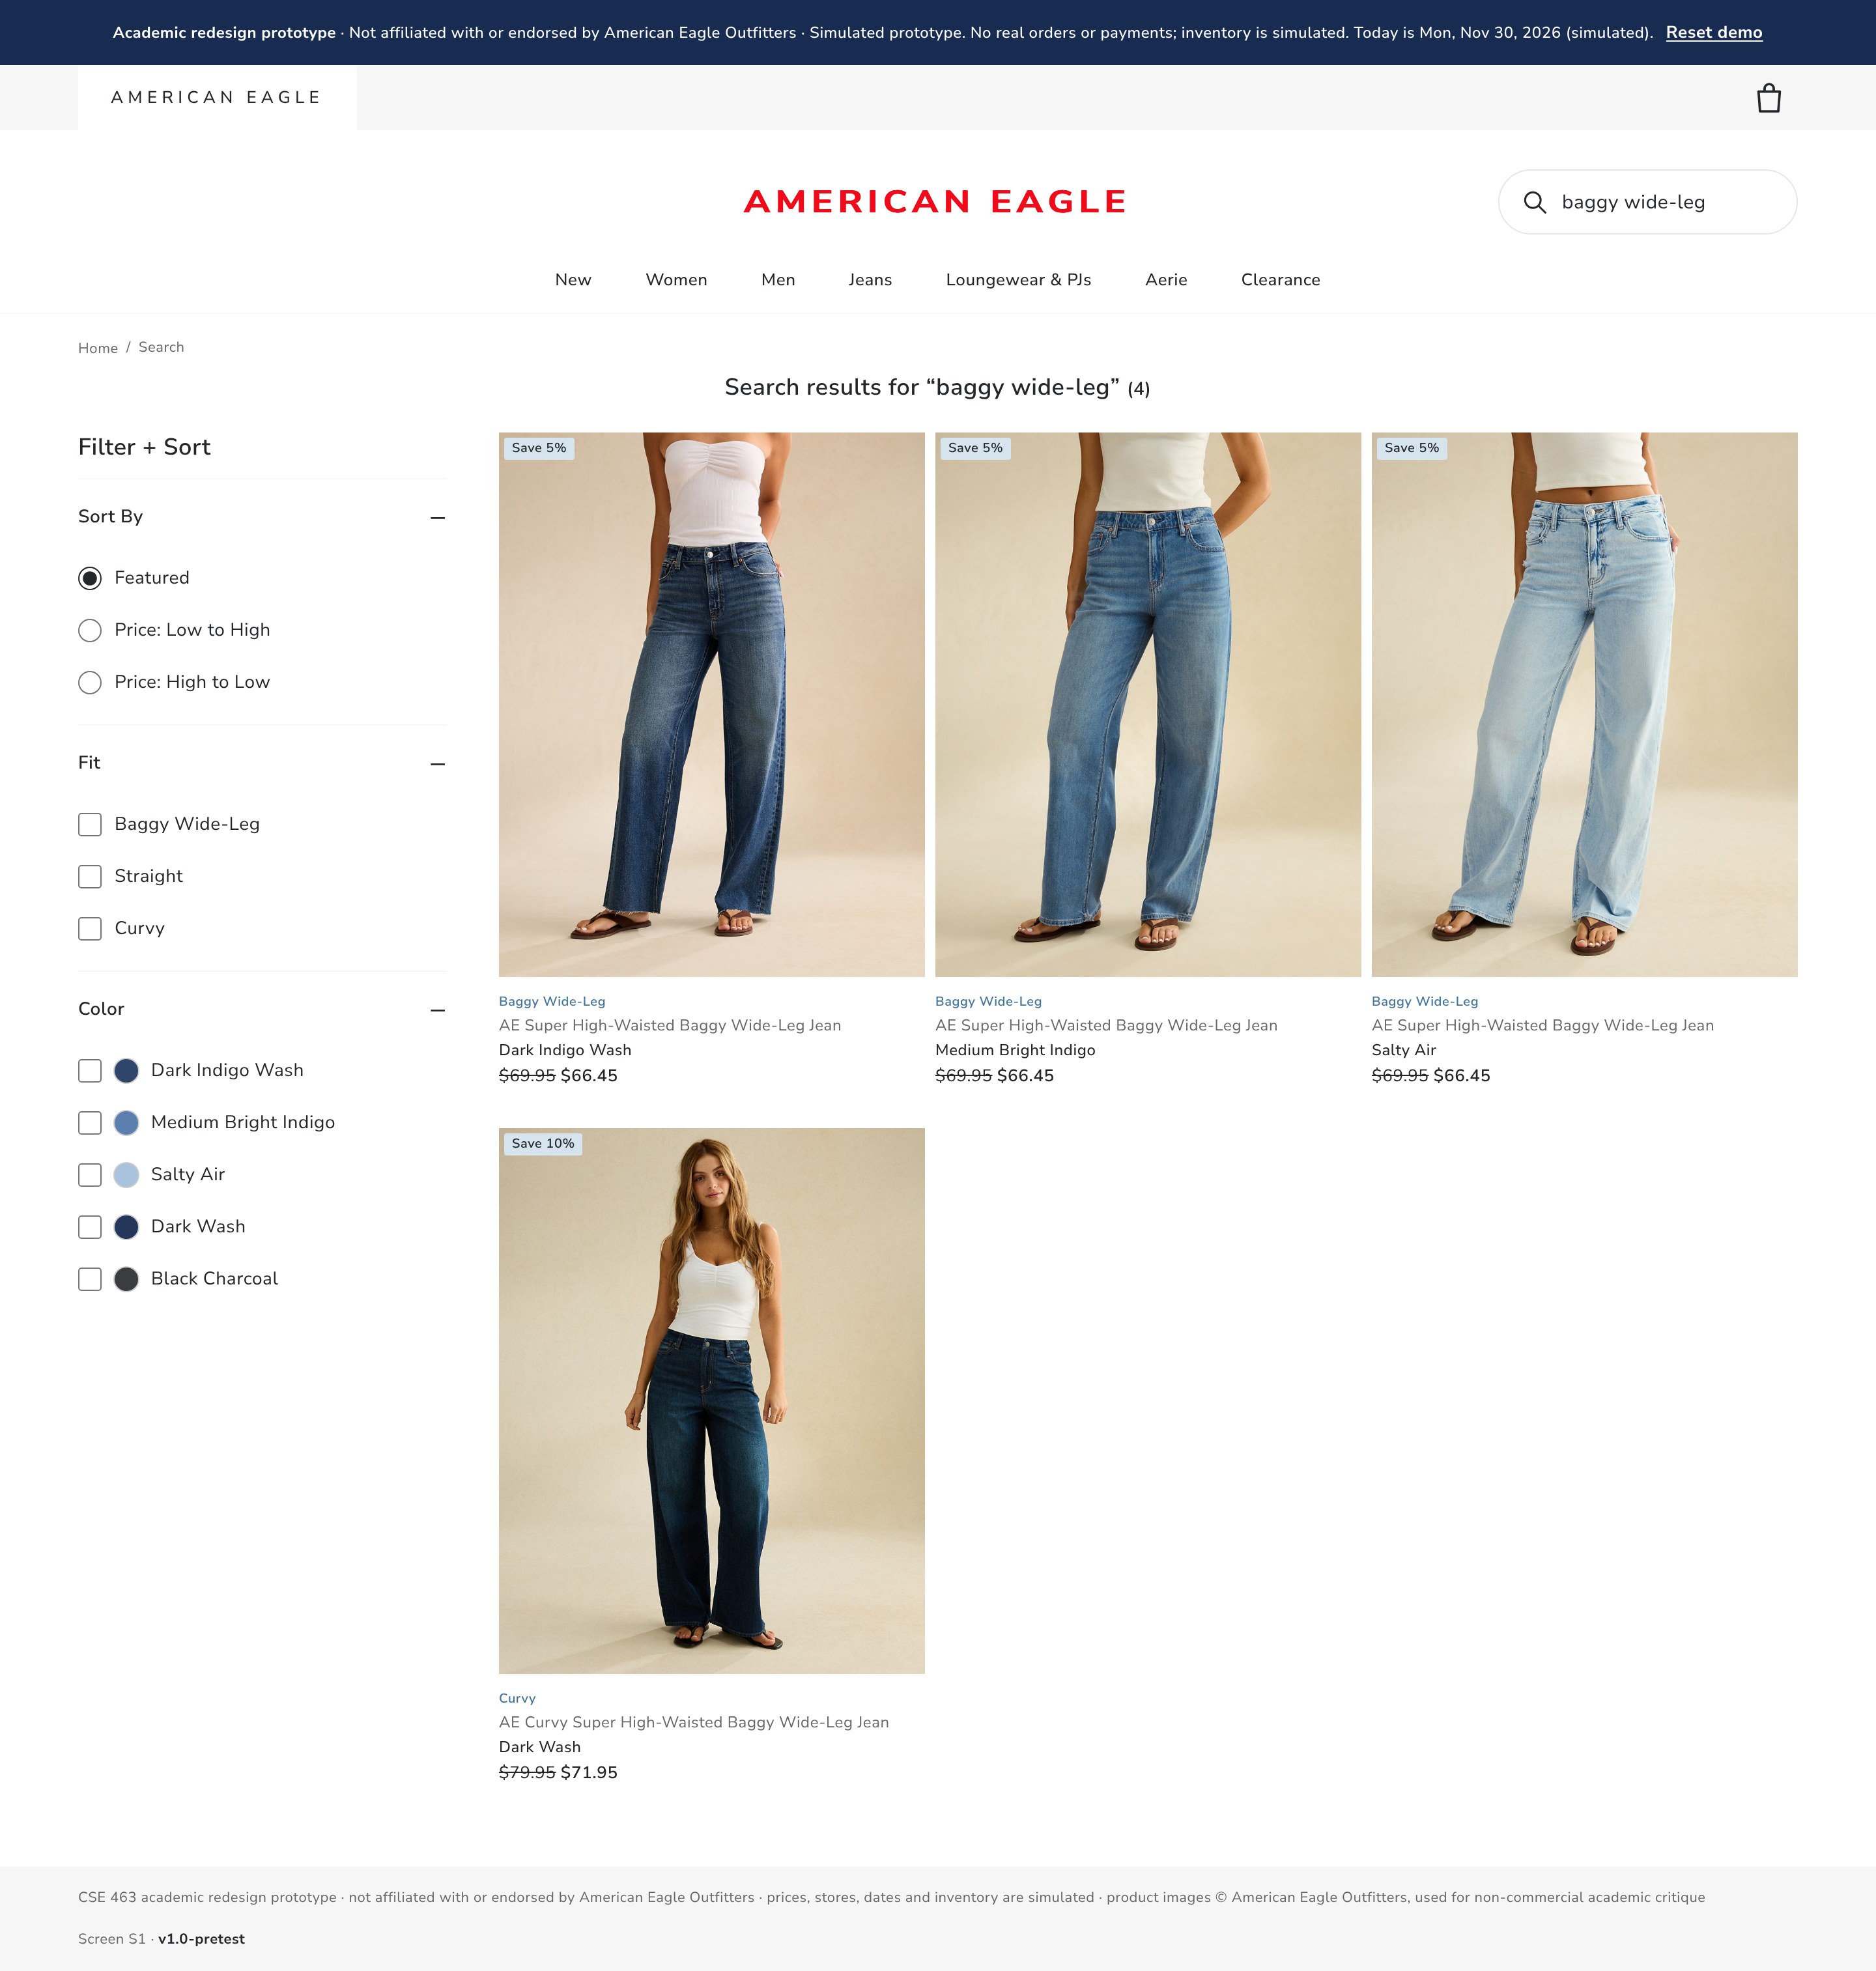 Academic redesign prototype · Not affiliated with or endorsed by American Eagle Outfitters · Simulated prototype. No real orders or payments; inventory is simulated. Today is Mon, Nov 30, 2026 (simulated). Reset demo
AMERICAN EAGLE
AMERICAN EAGLE
baggy wide-leg
New Women Men Jeans Loungewear & PJs Aerie Clearance
Home / Search
Search results for “baggy wide-leg” (4)
Filter + Sort
Sort By
Featured
Price: Low to High
Price: High to Low
Fit
Baggy Wide-Leg
Straight
Curvy
Color
Dark Indigo Wash
Medium Bright Indigo
Salty Air
Dark Wash
Black Charcoal
Save 5%
Baggy Wide-Leg
AE Super High-Waisted Baggy Wide-Leg Jean
Dark Indigo Wash
$69.95 $66.45
Save 5%
Baggy Wide-Leg
AE Super High-Waisted Baggy Wide-Leg Jean
Medium Bright Indigo
$69.95 $66.45
Save 5%
Baggy Wide-Leg
AE Super High-Waisted Baggy Wide-Leg Jean
Salty Air
$69.95 $66.45
Save 10%
Curvy
AE Curvy Super High-Waisted Baggy Wide-Leg Jean
Dark Wash
$79.95 $71.95
CSE 463 academic redesign prototype · not affiliated with or endorsed by American Eagle Outfitters · prices, stores, dates and inventory are simulated · product images © American Eagle Outfitters, used for non-commercial academic critique
Screen S1 · v1.0-pretest